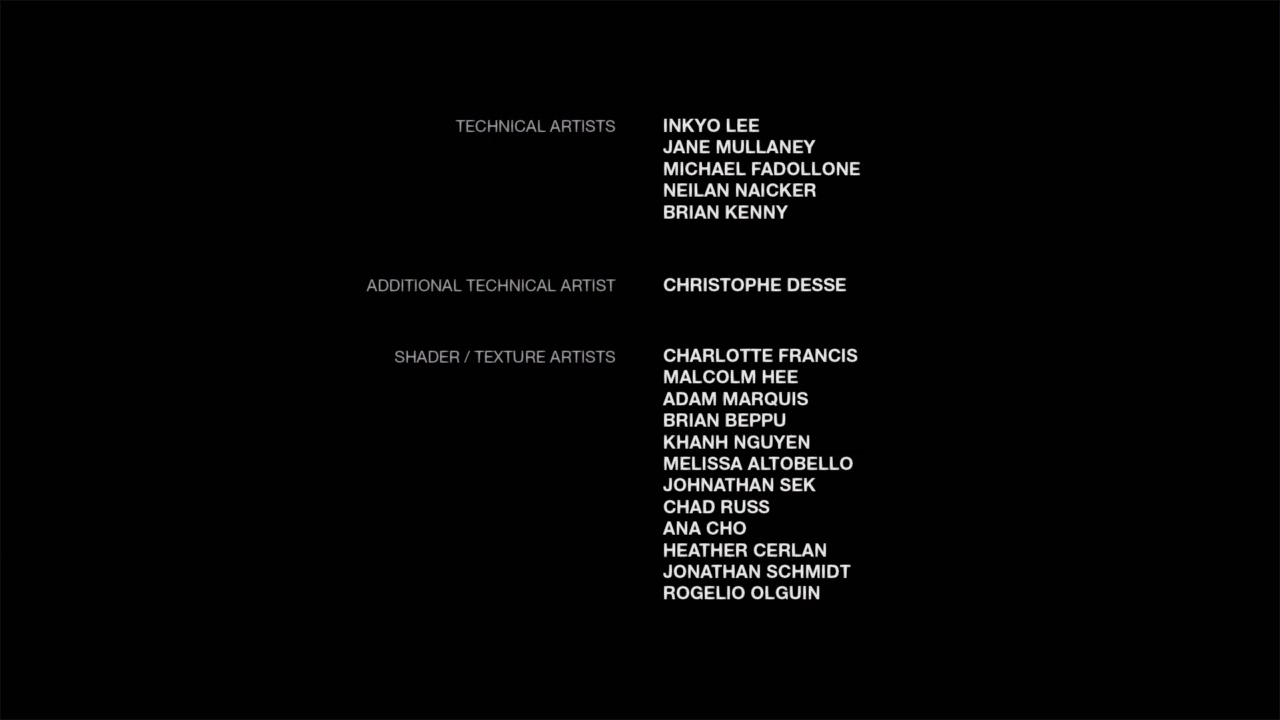 TECHNICAL ARTISTS INKYO LEE
JANE MULLANEY
MICHAEL FADOLLONE
NEILAN NAICKER
BRIAN KENNY
ADDITIONAL TECHNICAL ARTIST CHRISTOPHE DESSE
SHADER / TEXTURE ARTISTS CHARLOTTE FRANCIS
MALCOLM HEE
ADAM MARQUIS
BRIAN BEPPU
KHANH NGUYEN
MELISSA ALTOBELLO
JOHNATHAN SEK
CHAD RUSS
ANA CHO
HEATHER CERLAN
JONATHAN SCHMIDT
ROGELIO OLGUIN